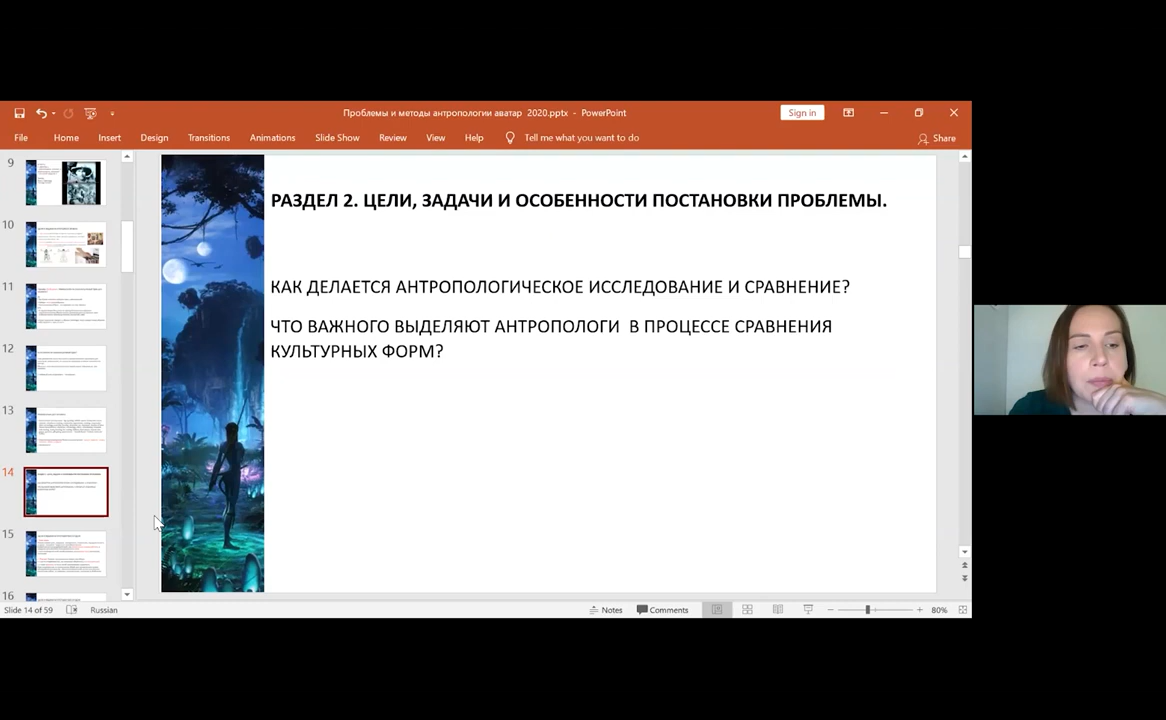 Проблемы и методы антропологии аватар 2020.pptx - PowerPoint
Sign in
File Home Insert Design Transitions Animations Slide Show Review View Help Tell me what you want to do
Share
9
10
11
12
13
14
15
16
РАЗДЕЛ 2. ЦЕЛИ, ЗАДАЧИ И ОСОБЕННОСТИ ПОСТАНОВКИ ПРОБЛЕМЫ.
КАК ДЕЛАЕТСЯ АНТРОПОЛОГИЧЕСКОЕ ИССЛЕДОВАНИЕ И СРАВНЕНИЕ?
ЧТО ВАЖНОГО ВЫДЕЛЯЮТ АНТРОПОЛОГИ В ПРОЦЕССЕ СРАВНЕНИЯ
КУЛЬТУРНЫХ ФОРМ?
Slide 14 of 59 Russian Notes Comments 80%